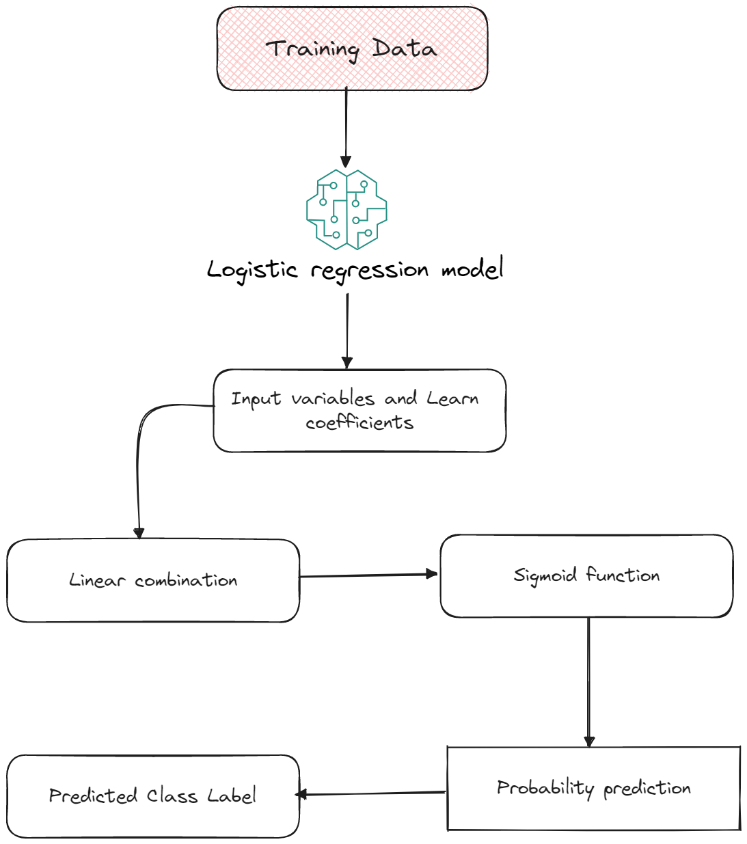 Training Data
Logistic regression model
Input variables and Learn
coefficients
Linear combination
Sigmoid function
Probability prediction
Predicted Class Label